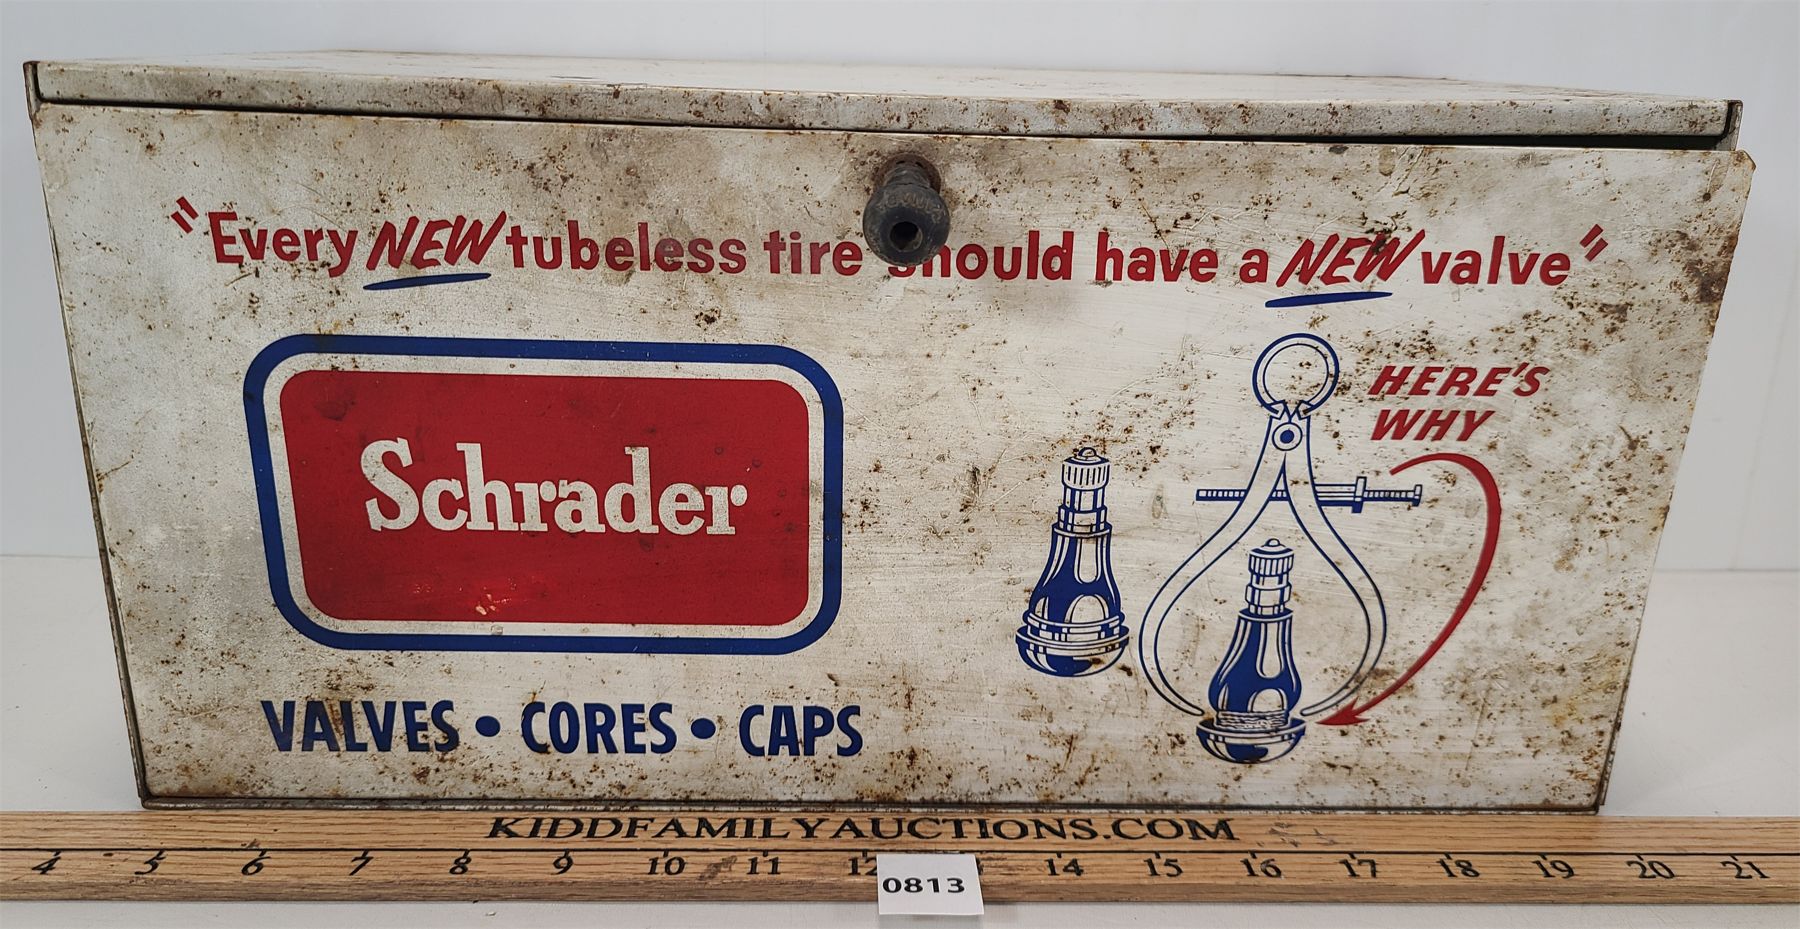 "Every NEW tubeless tire should have a NEW valve"
HERE'S
WHY
Schrader
VALVES • CORES • CAPS
KIDDFAMILYAUCTIONS.COM
4 5 6 7 8 9 10 11 12 14 15 16 17 18 19 20 21
0813